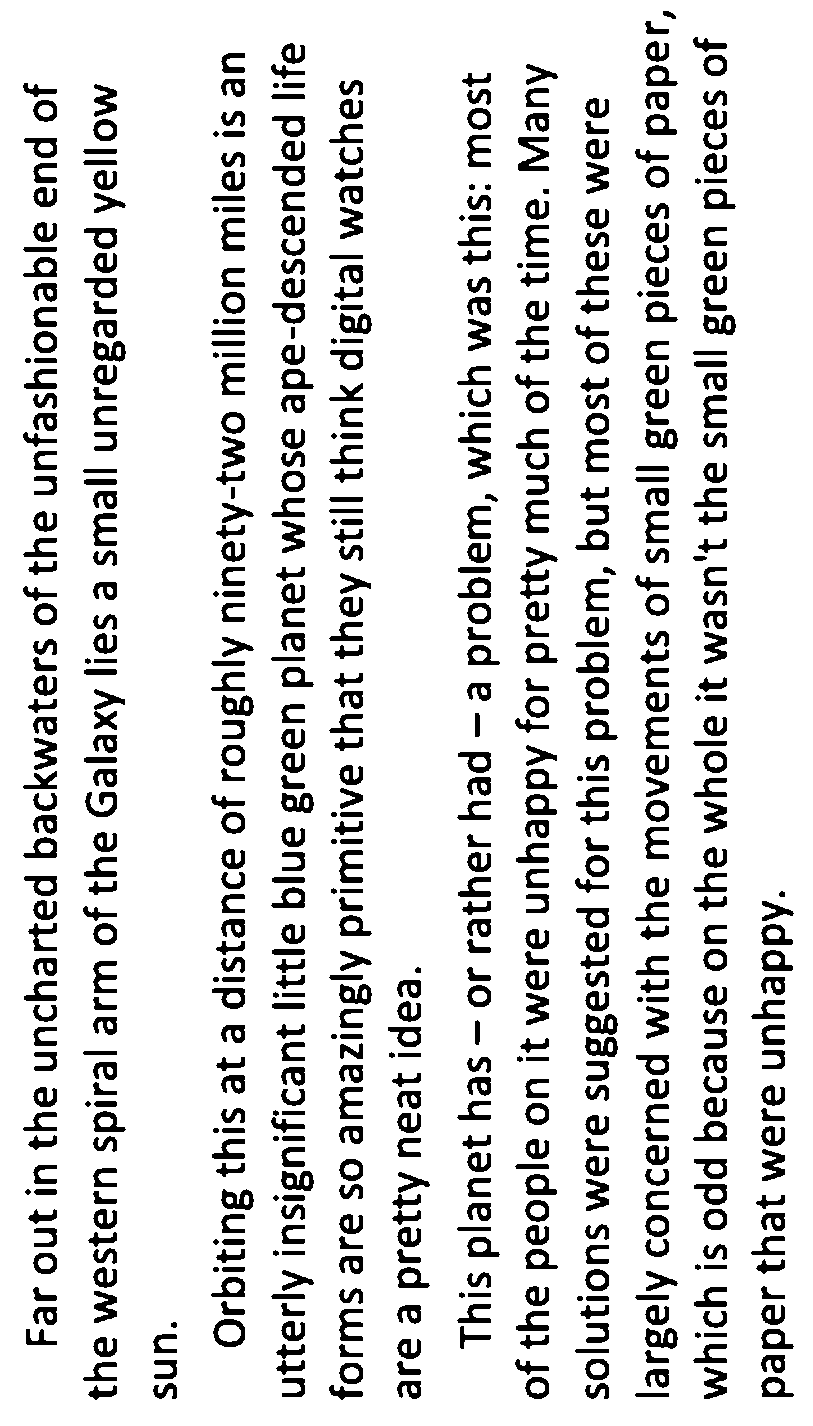 Far out in the uncharted backwaters of the unfashionable end of
the western spiral arm of the Galaxy lies a small unregarded yellow
sun.
Orbiting this at a distance of roughly ninety-two million miles is an
utterly insignificant little blue green planet whose ape-descended life
forms are so amazingly primitive that they still think digital watches
are a pretty neat idea.
This planet has – or rather had – a problem, which was this: most
of the people on it were unhappy for pretty much of the time. Many
solutions were suggested for this problem, but most of these were
largely concerned with the movements of small green pieces of paper,
which is odd because on the whole it wasn't the small green pieces of
paper that were unhappy.